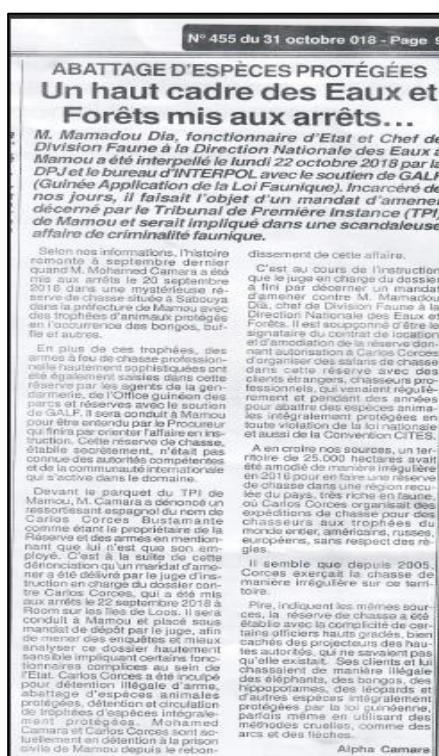 N° 455 du 31 octobre 018 - Page 9
ABATTAGE D'ESPÈCES PROTÉGÉES
Un haut cadre des Eaux et
Forêts mis aux arrêts...
M. Mamadou Dia, fonctionnaire d'Etat et Chef de
Division Faune à la Direction Nationale des Eaux à
Mamou a été interpellé le lundi 22 octobre 2018 par la
DPJ et le bureau d'INTERPOL avec le soutien de GALF
(Guinée Application de la Loi Faunique). Incarcéré de
nos jours, il faisait l'objet d'un mandat d'amener
décerné par le Tribunal de Première Instance (TPI)
de Mamou et serait impliqué dans une scandaleuse
affaire de criminalité faunique.
Selon nos informations, l'histoire
remonte à septembre dernier
quand M. Mohamed Camara a été
mis aux arrêts le 20 septembre
2018 dans une mystérieuse ré-
serve de chasse située à Sabouya
dans la préfecture de Mamou avec
des trophées d'animaux protégés
en l'occurrence des bongos, buf-
fle et autres.
En plus de ces trophées, des
armes à feu de chasse profession-
nelle hautement sophistiquées ont
été également saisies dans cette
réserve par les agents de la gen-
darmerie, de l'Office guinéen des
parcs et réserves avec le soutien
de GALF. Il sera conduit à Mamou
pour être entendu par le Procureur
qui finira par orienter l'affaire en ins-
truction. Cette réserve de chasse,
établie secrètement, n'était pas
connue des autorités compétentes
et de la communauté internationale
qui s'active dans le domaine.
Devant le parquet du TPI de
Mamou, M. Camara a dénoncé un
ressortissant espagnol du nom de
Carlos Corces Bustamante
comme étant le propriétaire de la
Réserve et des armes en mention-
nant que lui n'est que son em-
ployé. C'est à la suite de cette
dénonciation qu'un mandat d'ame-
ner a été délivré par le juge d'ins-
truction en charge du dossier con-
tre Carlos Corces, qui a été mis
aux arrêts le 22 septembre 2018 à
Room sur les îles de Loos. Il sera
conduit à Mamou et placé sous
mandat de dépôt par le juge, afin
de mener des enquêtes et mieux
analyser ce dossier hautement
sensible impliquant certains fonc-
tionnaires complices au sein de
l'Etat. Carlos Corces a été inculpé
pour détention illégale d'arme,
abattage d'espèces animales
protégées, détention et circulation
de trophées d'espèces intégrale-
ment protégées. Mohamed
Camara et Carlos Corces sont ac-
tuellement en détention à la prison
civile de Mamou depuis le rebon-
dissement de cette affaire.
C'est au cours de l'instruction
que le juge en charge du dossier
a fini par décerner un mandat
d'amener contre M. Mamadou
Dia, chef de Division Faune à la
Direction Nationale des Eaux et
Forêts. Il est soupçonné d'être le
signataire du contrat de location
et d'amodiation de la réserve don-
nant autorisation à Carlos Corces
d'organiser des safaris de chasse
dans cette réserve avec des
clients étrangers, chasseurs pro-
fessionnels, qui venaient réguliè-
rement et pendant des années
pour abattre des espèces anima-
les intégralement protégées en
toute violation de la loi nationale
et aussi de la Convention CITES.
A en croire nos sources, un ter-
ritoire de 25.000 hectares avait
été amodié de manière irrégulière
en 2016 pour en faire une réserve
de chasse dans une région recu-
lée du pays, très riche en faune,
où Carlos Corces organisait des
expéditions de chasse pour des
chasseurs aux trophées du
monde entier, américains, russes,
européens, sans respect des rè-
gles.
Il semble que depuis 2005,
Corces exerçait la chasse de
manière irrégulière sur ce terri-
toire.
Pire, indiquent les mêmes sour-
ces, la réserve de chasse a été
établie avec la complicité de cer-
tains officiers hauts gradés, bien
cachés des projecteurs des hau-
tes autorités, qui ne savaient pas
qu'elle existait. Ses clients et lui
chassaient de manière illégale
des éléphants, des bongos, des
hippopotames, des léopards et
d'autres espèces intégralement
protégées par la loi guinéenne,
parfois même en utilisant des
méthodes cruelles, comme des
arcs et des flèches.
Alpha Camara